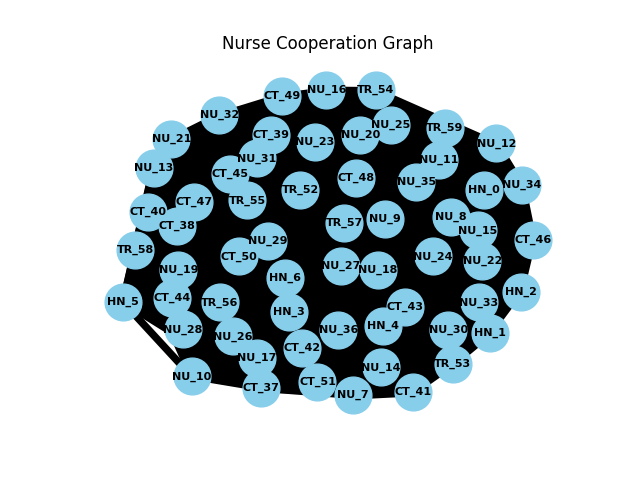 Nurse Cooperation Graph
NU_16
TR_54
CT_49
NU_32
NU_25
TR_59
CT_39
NU_20
NU_21
NU_23
NU_12
NU_31
NU_11
NU_13
CT_45
CT_48
NU_35
NU_34
TR_52
HN_0
TR_55
CT_47
CT_40
NU_8
NU_9
TR_57
CT_38
NU_15
CT_46
NU_29
TR_58
CT_50
NU_24
NU_22
NU_27
NU_18
NU_19
HN_6
HN_2
CT_44
HN_5
TR_56
NU_33
CT_43
HN_3
HN_4
NU_28
NU_36
NU_30
HN_1
NU_26
CT_42
NU_17
TR_53
NU_14
NU_10
CT_51
CT_37
CT_41
NU_7